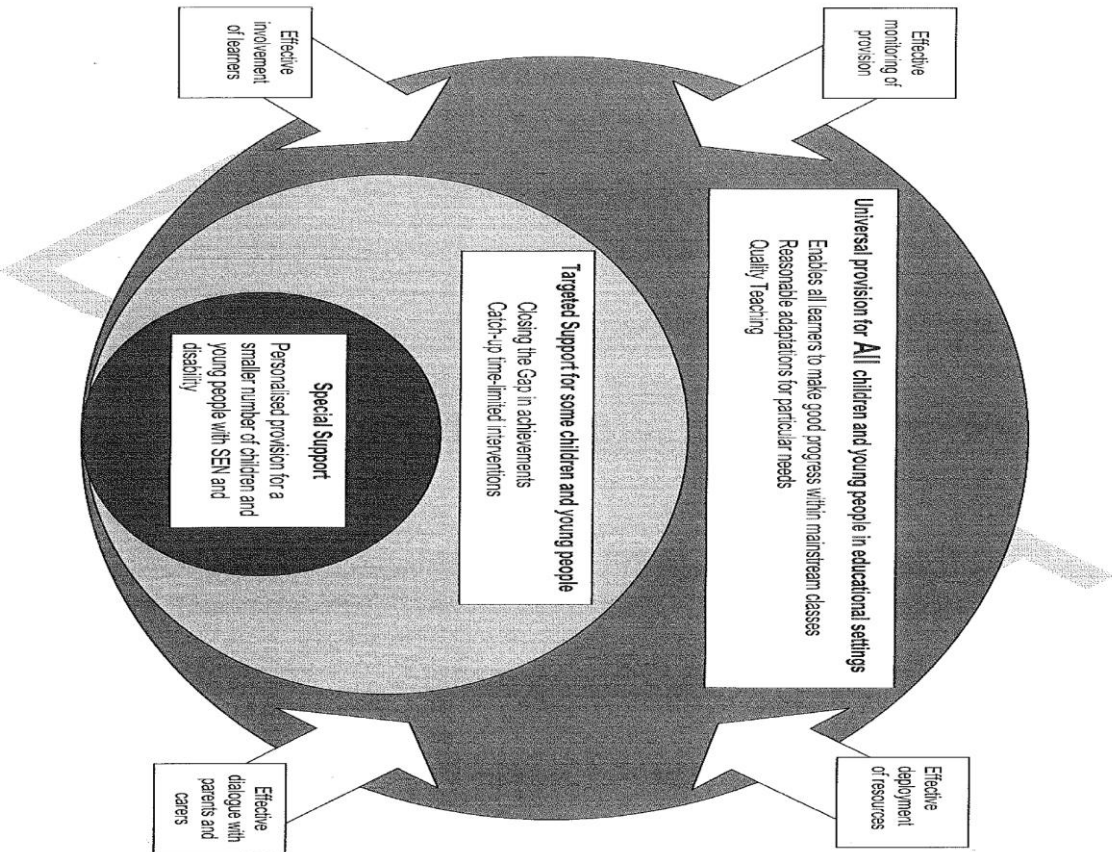 Effective
monitoring of
provision
Effective
deployment
of resources
Universal provision for All children and young people in educational settings
Enables all learners to make good progress within mainstream classes
Reasonable adaptations for particular needs
Quality Teaching
Targeted Support for some children and young people
Closing the Gap in achievements
Catch-up time-limited interventions
Special Support
Personalised provision for a
smaller number of children and
young people with SEN and
disability
Effective
involvement
of learners
Effective
dialogue with
parents and
carers